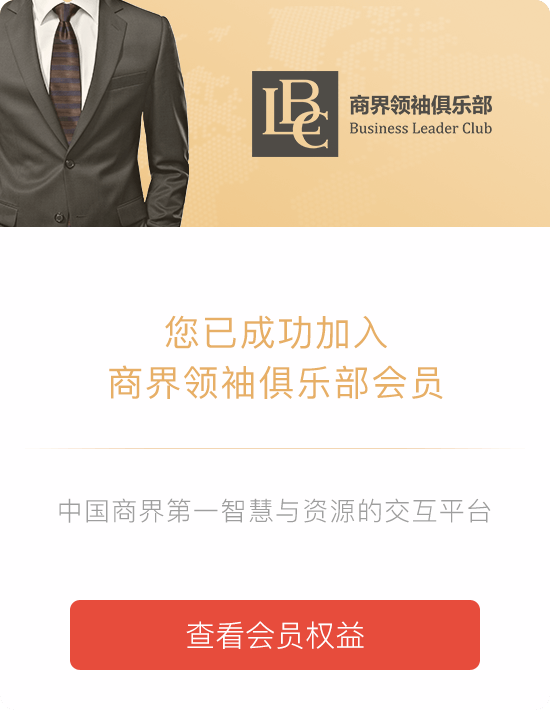 LBC
商界领袖俱乐部
Business Leader Club
您已成功加入
商界领袖俱乐部会员
中国商界第一智慧与资源的交互平台
查看会员权益